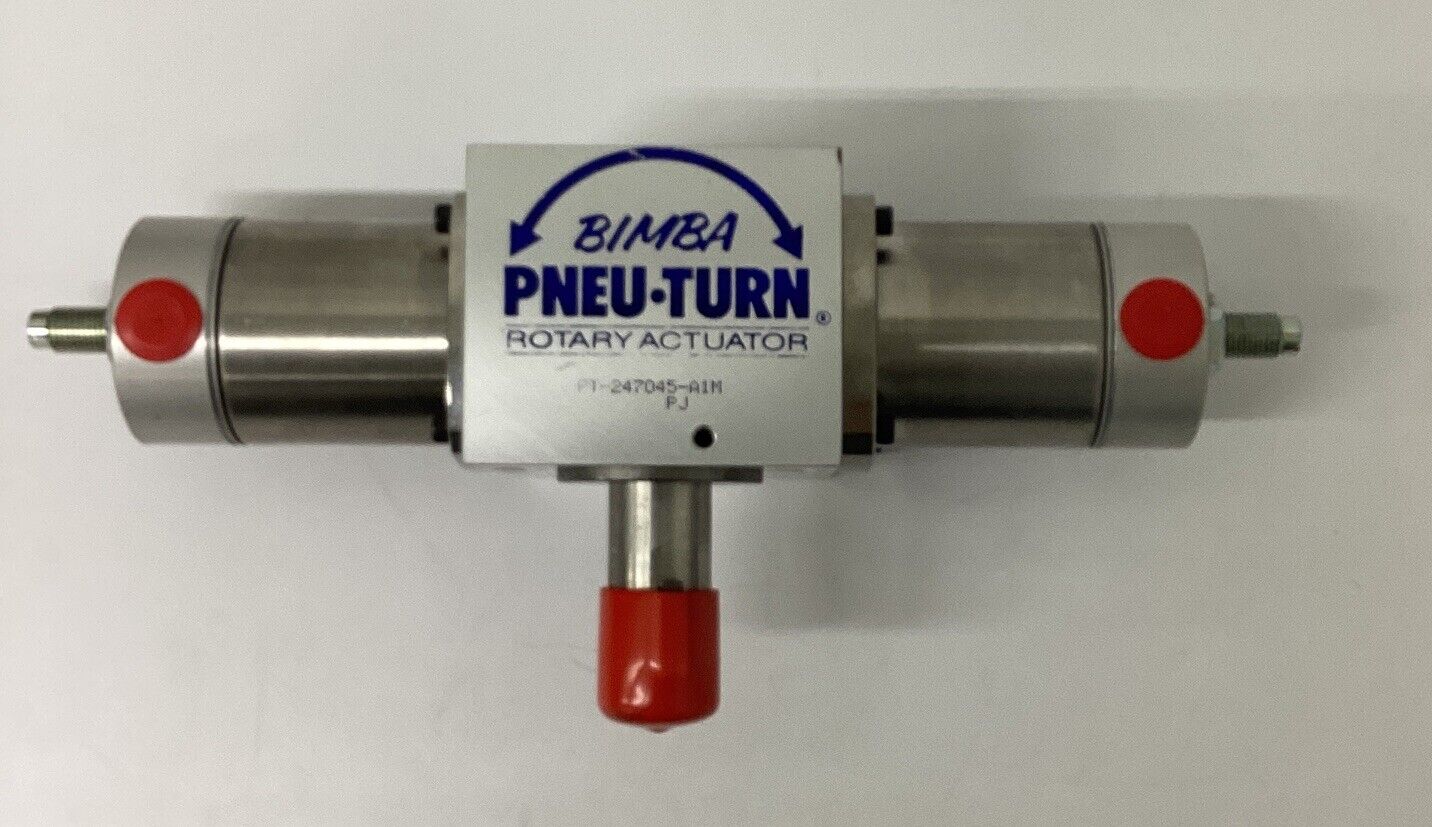 BIMBA
PNEU•TURN®
ROTARY ACTUATOR
PT-247045-A1M
PJ